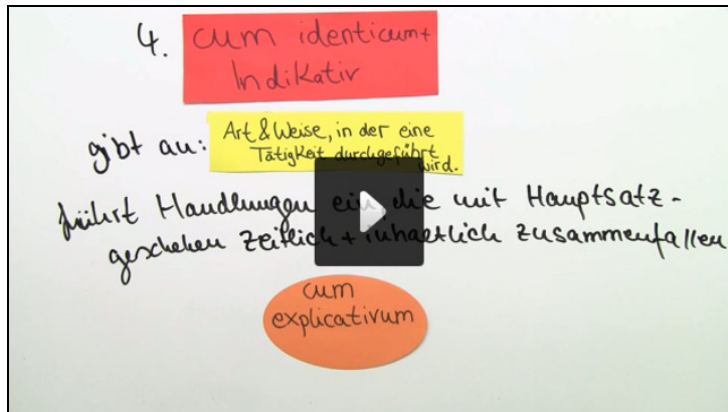 4. cum identicum +
Indikativ
gibt an: Art & Weise, in der eine
Tätigkeit durchgeführt
wird.
führt Handlungen ein, die mit Hauptsatz-
geschehen zeitlich + inhaltlich zusammenfallen
cum
explicativum